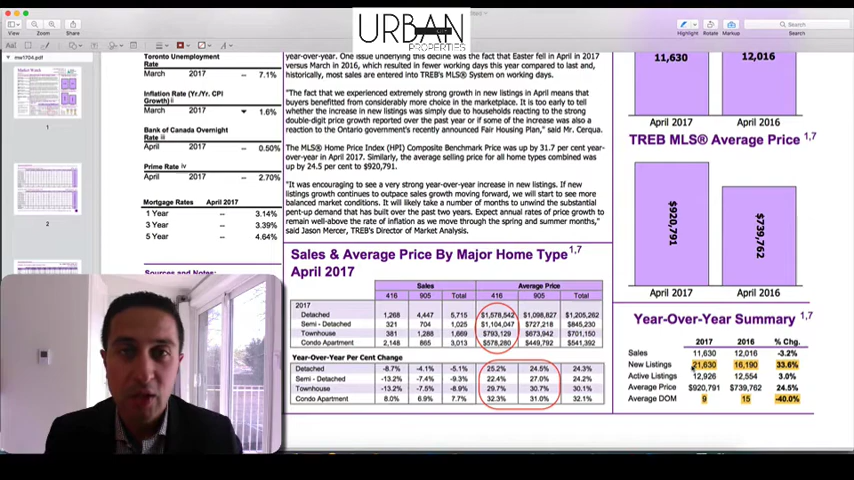 URBAN
CITY
PROPERTIES
View
Zoom
Share
Highlight
Rotate
Markup
Search
mw1704.pdf
1
2
Toronto Unemployment
Rate
March 2017 -- 7.1%
Inflation Rate (Yr./Yr. CPI
Growth) ii
March 2017 1.6%
Bank of Canada Overnight
Rate iii
April 2017 -- 0.50%
Prime Rate iv
April 2017 -- 2.70%
Mortgage Rates April 2017
1 Year -- 3.14%
3 Year -- 3.39%
5 Year -- 4.64%
Sources and Notes:
year-over-year. One issue underlying this decline was the fact that Easter fell in April in 2017
versus March in 2016, which resulted in fewer working days this year compared to last and,
historically, most sales are entered into TREB's MLS® System on working days.
"The fact that we experienced extremely strong growth in new listings in April means that
buyers benefitted from considerably more choice in the marketplace. It is too early to tell
whether the increase in new listings was simply due to households reacting to the strong
double-digit price growth reported over the past year or if some of the increase was also a
reaction to the Ontario government's recently announced Fair Housing Plan," said Mr. Cerqua.
The MLS® Home Price Index (HPI) Composite Benchmark Price was up by 31.7 per cent year-
over-year in April 2017. Similarly, the average selling price for all home types combined was
up by 24.5 per cent to $920,791.
"It was encouraging to see a very strong year-over-year increase in new listings. If new
listings growth continues to outpace sales growth moving forward, we will start to see more
balanced market conditions. It will likely take a number of months to unwind the substantial
pent-up demand that has built over the past two years. Expect annual rates of price growth to
remain well-above the rate of inflation as we move through the spring and summer months,"
said Jason Mercer, TREB's Director of Market Analysis.
Sales & Average Price By Major Home Type 1,7
April 2017
Sales Average Price
416 905 Total 416 905 Total
2017
Detached 1,268 4,447 5,715 $1,578,542 $1,098,827 $1,205,262
Semi - Detached 321 704 1,025 $1,104,047 $727,218 $845,230
Townhouse 381 1,288 1,669 $793,129 $673,942 $701,150
Condo Apartment 2,148 865 3,013 $578,280 $449,792 $541,392
Year-Over-Year Per Cent Change
Detached -8.7% -4.1% -5.1% 25.2% 24.5% 24.3%
Semi - Detached -13.2% -7.4% -9.3% 22.4% 27.0% 24.2%
Townhouse -13.2% -7.5% -8.9% 29.7% 30.7% 30.1%
Condo Apartment 8.0% 6.9% 7.7% 32.3% 31.0% 32.1%
11,630 12,016
April 2017 April 2016
TREB MLS® Average Price 1,7
$920,791
$739,762
April 2017 April 2016
Year-Over-Year Summary 1,7
2017 2016 % Chg.
Sales 11,630 12,016 -3.2%
New Listings 21,630 16,190 33.6%
Active Listings 12,926 12,554 3.0%
Average Price $920,791 $739,762 24.5%
Average DOM 9 15 -40.0%